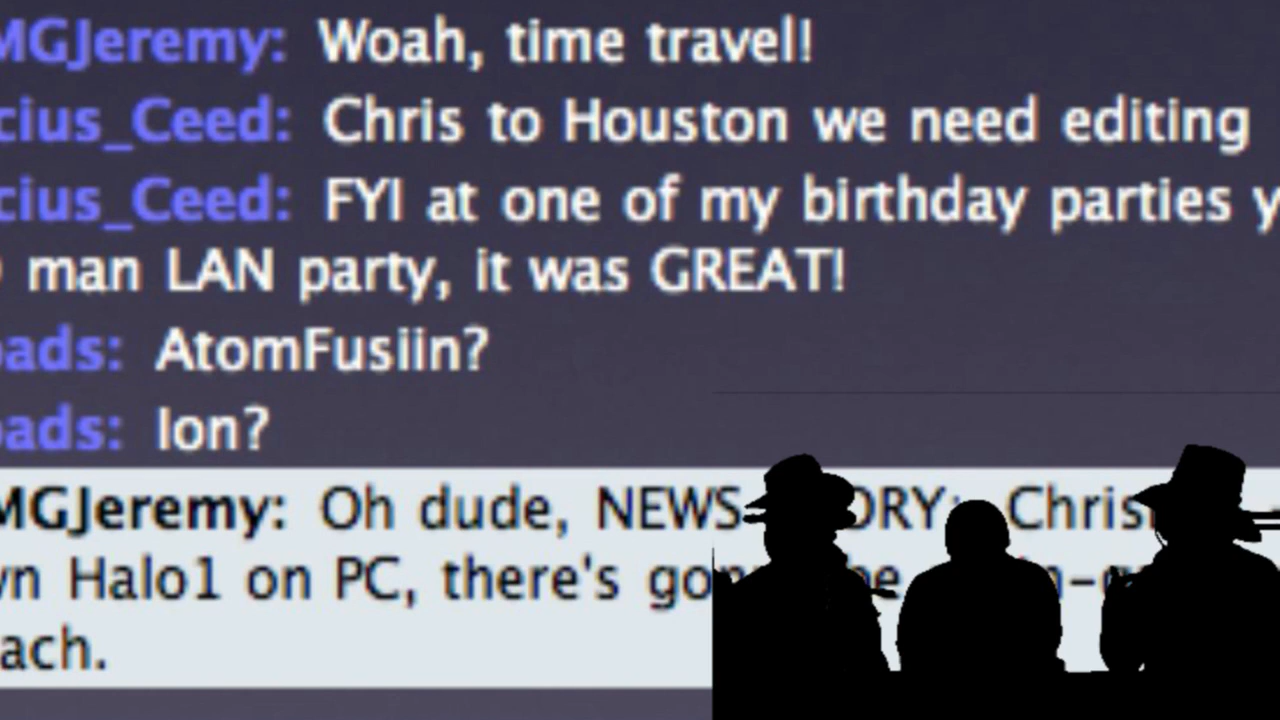 MGJeremy: Woah, time travel!
cius_Ceed: Chris to Houston we need editing
cius_Ceed: FYI at one of my birthday parties y
man LAN party, it was GREAT!
oads: AtomFusiin?
oads: Ion?
MGJeremy: Oh dude, NEWS ORY: Chris
wn Halo1 on PC, there's go he
ach.